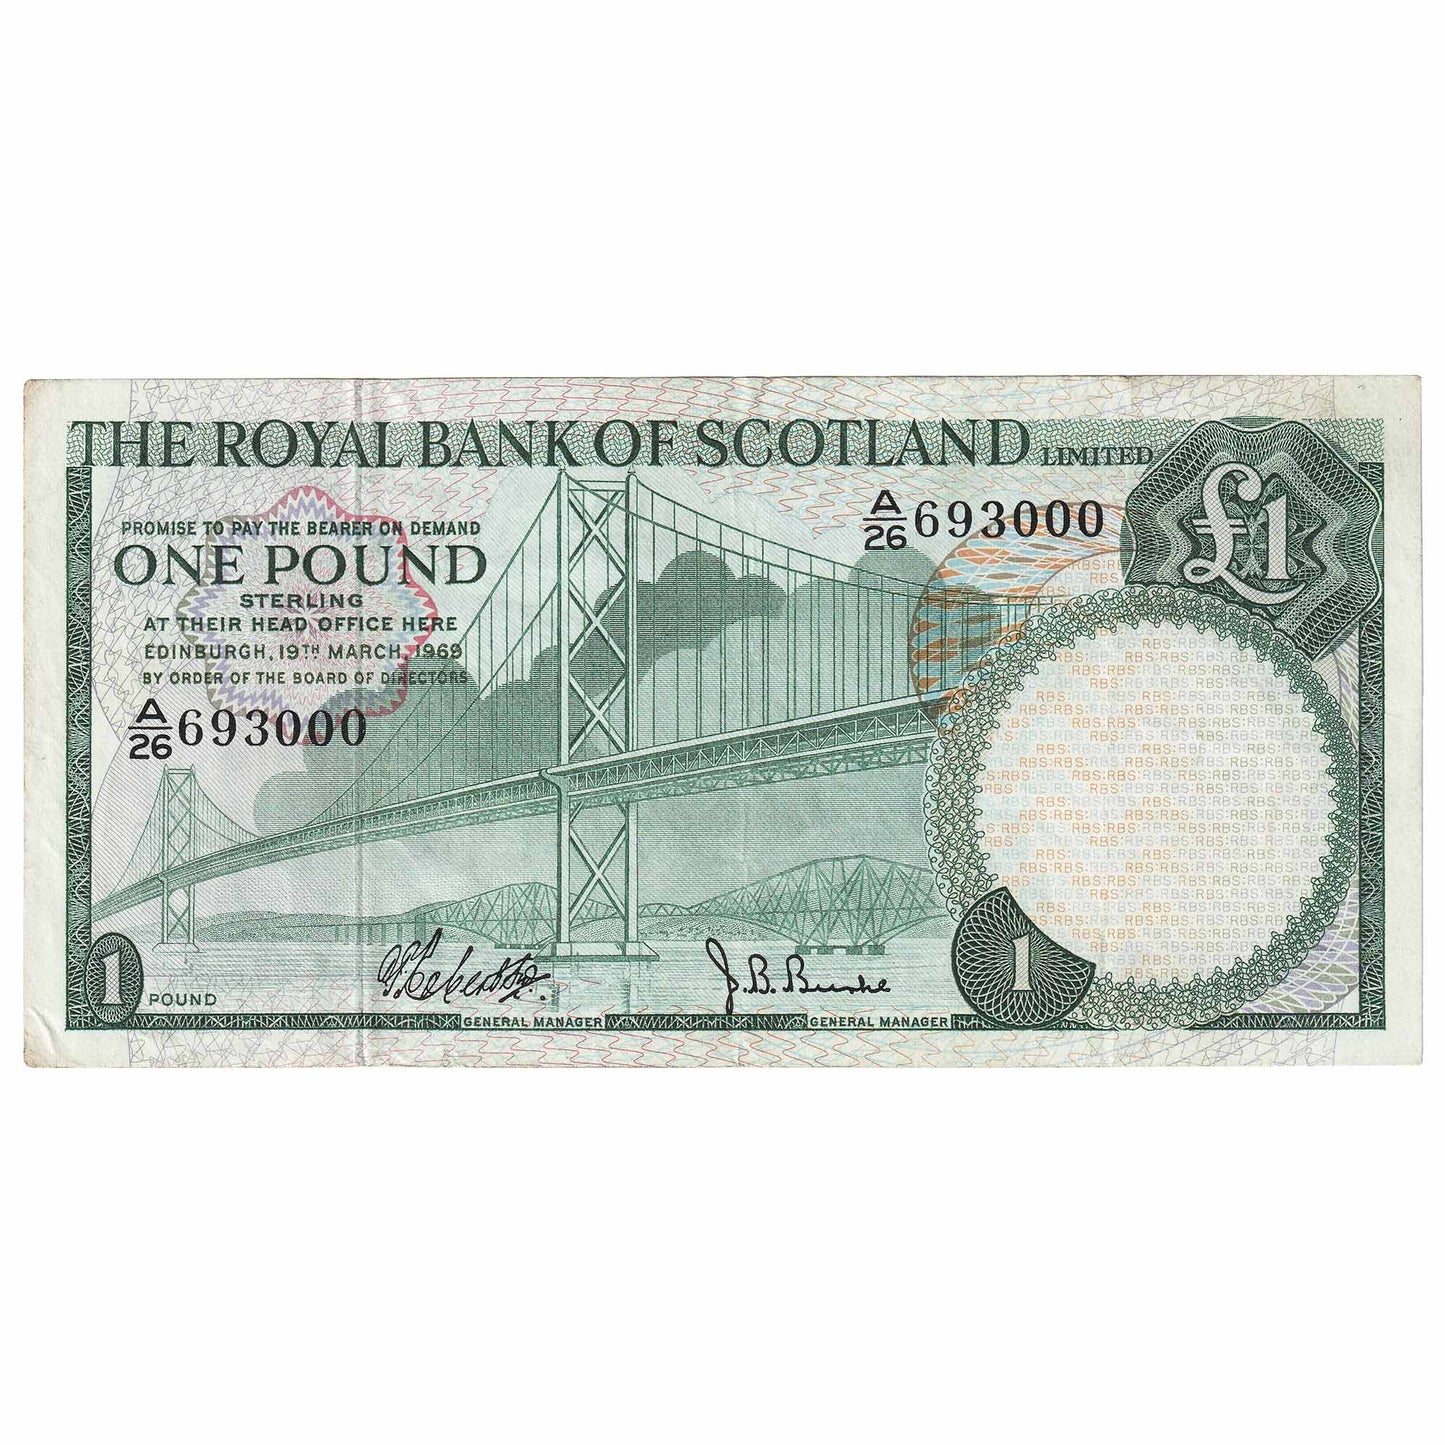 THE ROYAL BANK OF SCOTLAND LIMITED
£1
A/26 693000
PROMISE TO PAY THE BEARER ON DEMAND
ONE POUND
STERLING
AT THEIR HEAD OFFICE HERE
EDINBURGH, 19TH MARCH, 1969
BY ORDER OF THE BOARD OF DIRECTORS
A/26 693000
J. B. Burke
1 POUND
1
GENERAL MANAGER GENERAL MANAGER